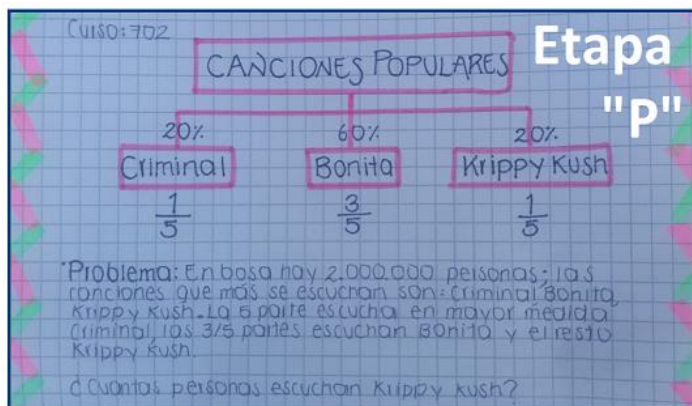 Curso:702
Etapa
"P"
CANCIONES POPULARES
20% 60% 20%
Criminal Bonita Krippy Kush
1/5 3/5 1/5
Problema: En bosa hay 2.000.000 personas; las
canciones que más se escuchan son: Criminal, Bonita,
Krippy Kush. La 5 parte escucha en mayor medida
Criminal, las 3/5 partes escuchan Bonita y el resto
Krippy Kush.
¿Cuantas personas escuchan Krippy Kush?